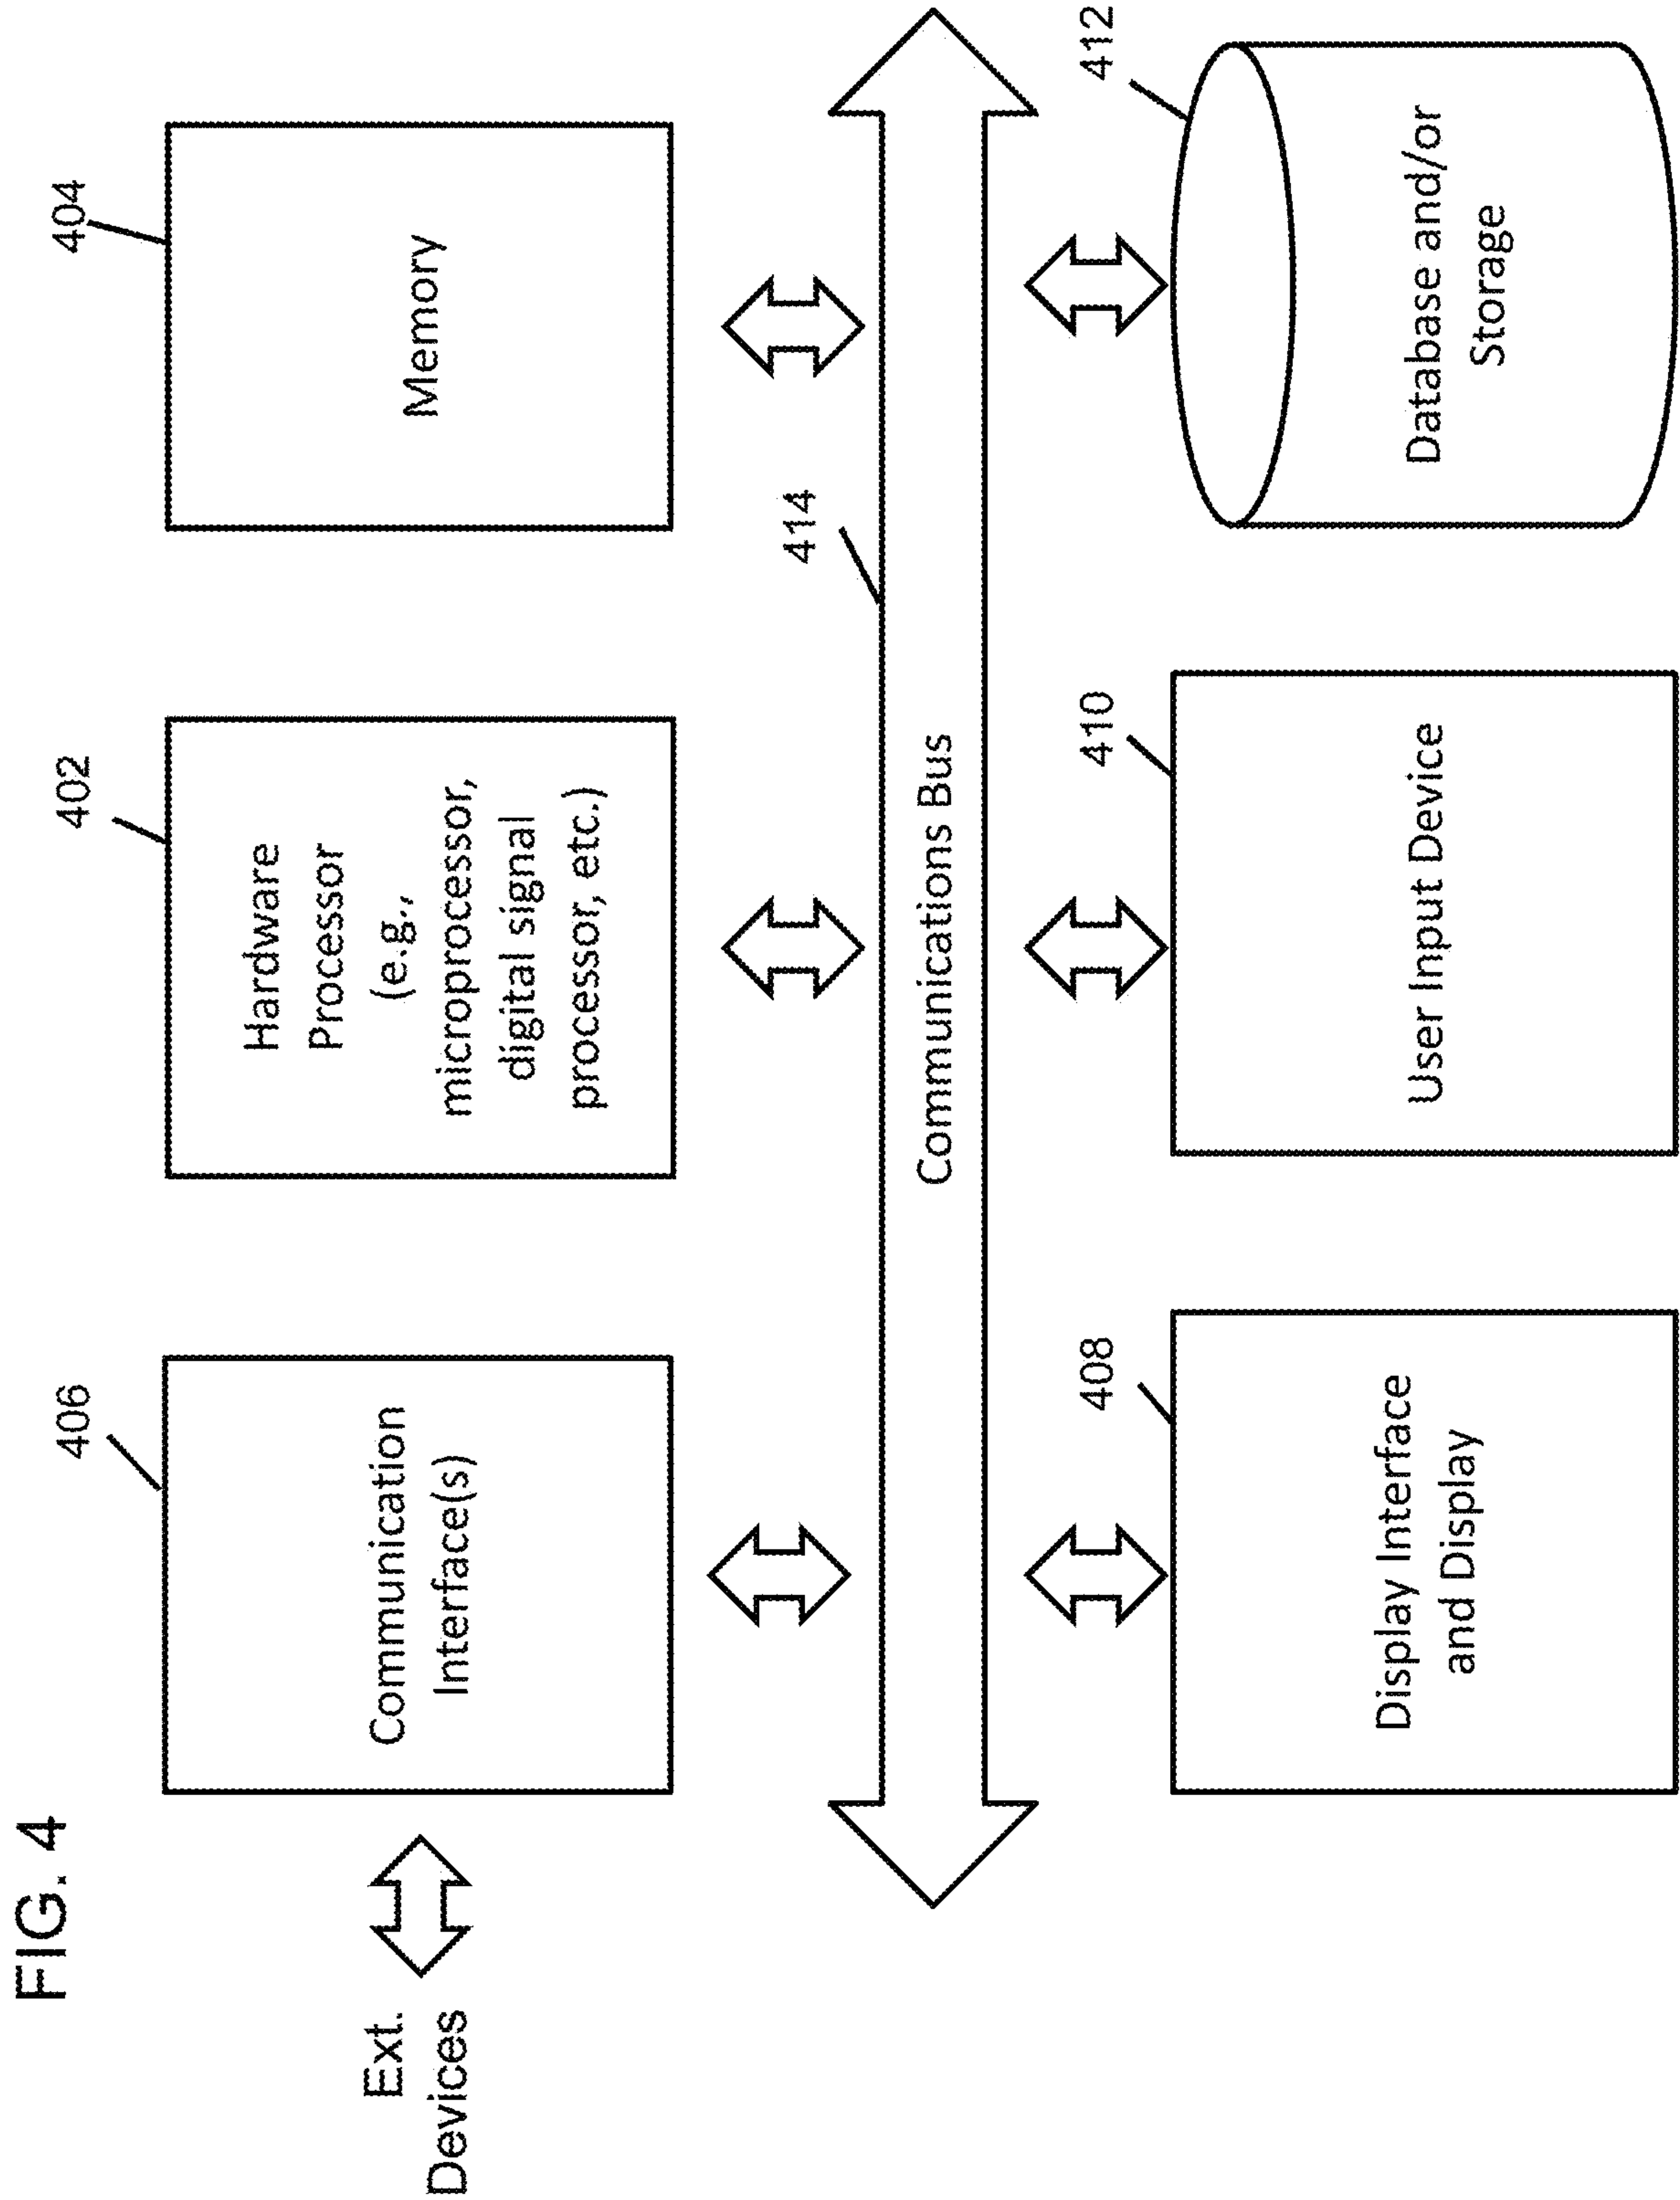 FIG. 4
406
402
404
Ext.
Devices
Communication
Interface(s)
Hardware
Processor
(e.g.,
microprocessor,
digital signal
processor, etc.)
Memory
414
Communications Bus
408
410
412
Display Interface
and Display
User Input Device
Database and/or
Storage